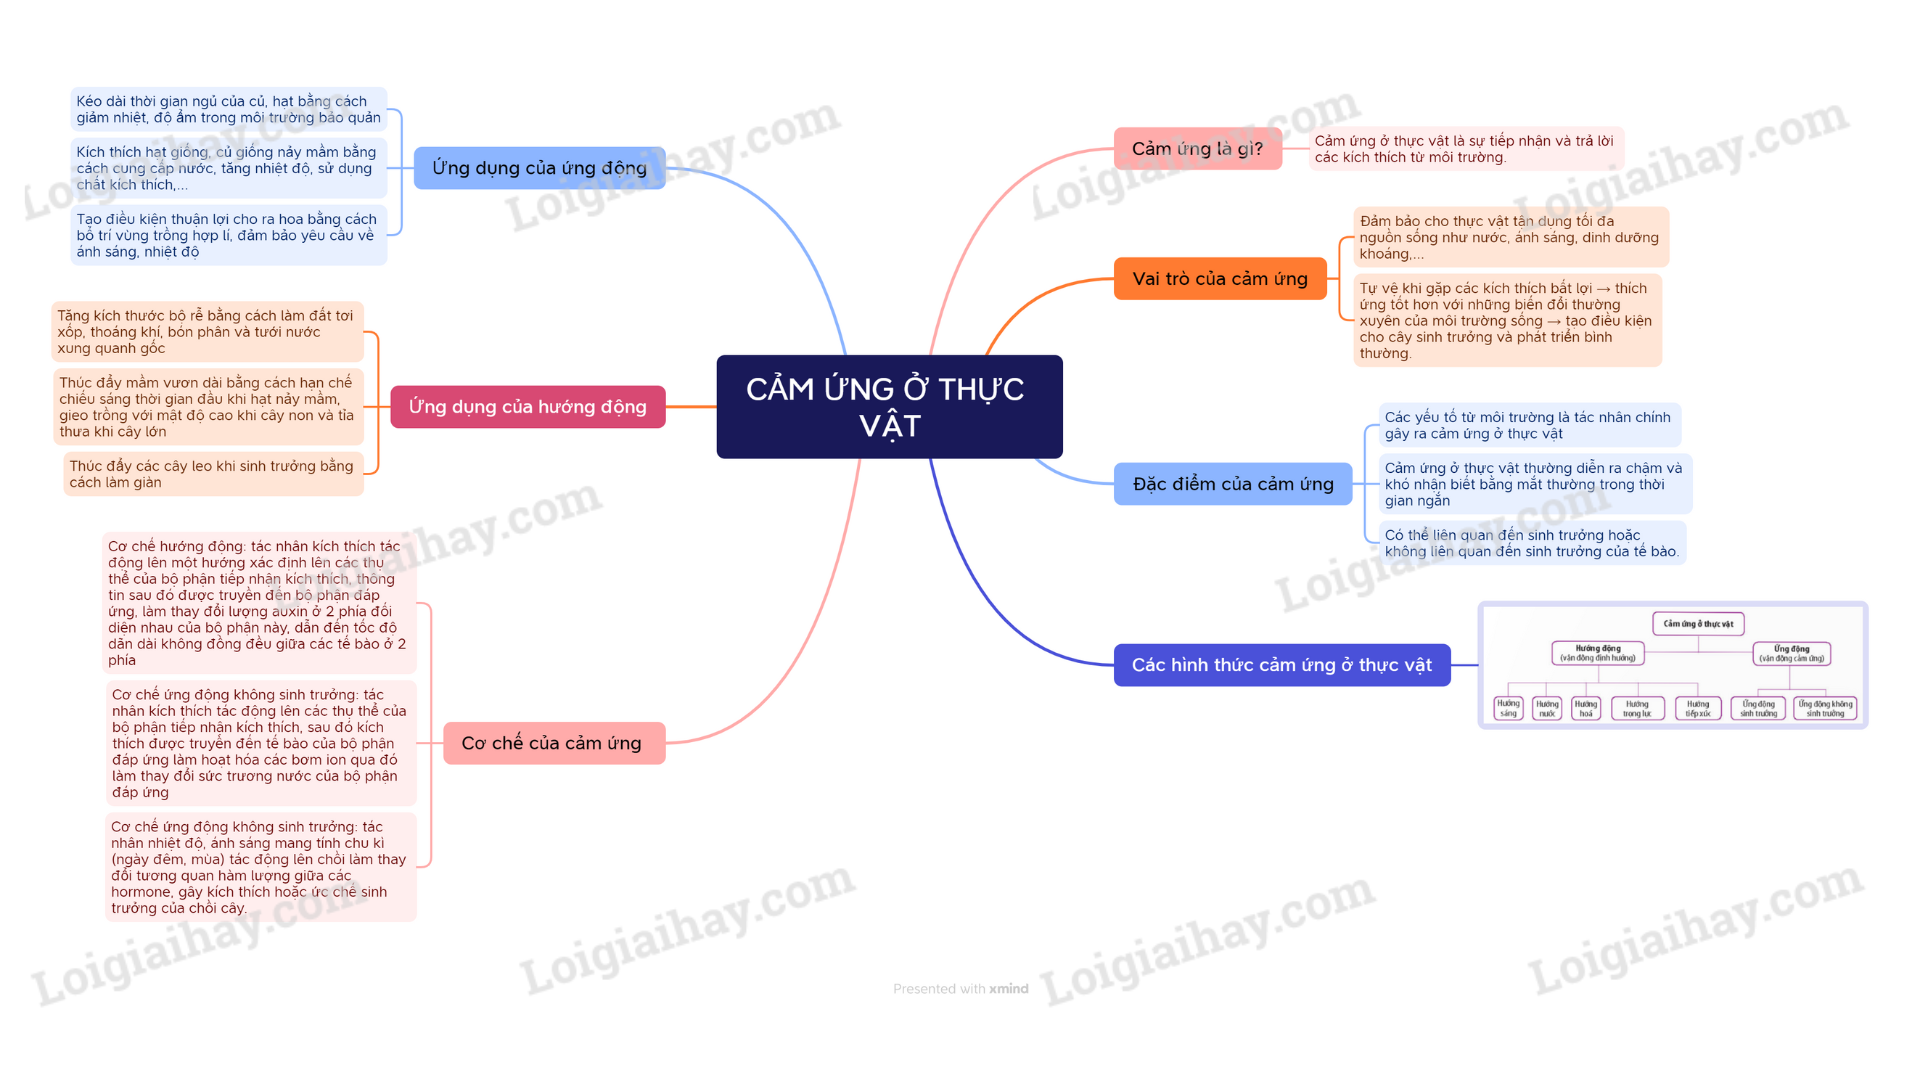 CẢM ỨNG Ở THỰC
VẬT
Cảm ứng là gì?
Cảm ứng ở thực vật là sự tiếp nhận và trả lời
các kích thích từ môi trường.
Vai trò của cảm ứng
Đảm bảo cho thực vật tận dụng tối đa
nguồn sống như nước, ánh sáng, dinh dưỡng
khoáng,...
Tự vệ khi gặp các kích thích bất lợi → thích
ứng tốt hơn với những biến đổi thường
xuyên của môi trường sống → tạo điều kiện
cho cây sinh trưởng và phát triển bình
thường.
Đặc điểm của cảm ứng
Các yếu tố từ môi trường là tác nhân chính
gây ra cảm ứng ở thực vật
Cảm ứng ở thực vật thường diễn ra chậm và
khó nhận biết bằng mắt thường trong thời
gian ngắn
Có thể liên quan đến sinh trưởng hoặc
không liên quan đến sinh trưởng của tế bào.
Các hình thức cảm ứng ở thực vật
Cảm ứng ở thực vật
Hướng động
(vận động định hướng)
Ứng động
(vận động cảm ứng)
Hướng
sáng
Hướng
nước
Hướng
hoá
Hướng
trọng lực
Hướng
tiếp xúc
Ứng động
sinh trưởng
Ứng động không
sinh trưởng
Ứng dụng của ứng động
Kéo dài thời gian ngủ của củ, hạt bằng cách
giảm nhiệt, độ ẩm trong môi trường bảo quản
Kích thích hạt giống, củ giống nảy mầm bằng
cách cung cấp nước, tăng nhiệt độ, sử dụng
chất kích thích,...
Tạo điều kiện thuận lợi cho ra hoa bằng cách
bố trí vùng trồng hợp lí, đảm bảo yêu cầu về
ánh sáng, nhiệt độ
Ứng dụng của hướng động
Tăng kích thước bộ rễ bằng cách làm đất tơi
xốp, thoáng khí, bón phân và tưới nước
xung quanh gốc
Thúc đẩy mầm vươn dài bằng cách hạn chế
chiếu sáng thời gian đầu khi hạt nảy mầm,
gieo trồng với mật độ cao khi cây non và tỉa
thưa khi cây lớn
Thúc đẩy các cây leo khi sinh trưởng bằng
cách làm giàn
Cơ chế của cảm ứng
Cơ chế hướng động: tác nhân kích thích tác
động lên một hướng xác định lên các thụ
thể của bộ phận tiếp nhận kích thích, thông
tin sau đó được truyền đến bộ phận đáp
ứng, làm thay đổi lượng auxin ở 2 phía đối
diện nhau của bộ phận này, dẫn đến tốc độ
dãn dài không đồng đều giữa các tế bào ở 2
phía
Cơ chế ứng động không sinh trưởng: tác
nhân kích thích tác động lên các thụ thể của
bộ phận tiếp nhận kích thích, sau đó kích
thích được truyền đến tế bào của bộ phận
đáp ứng làm hoạt hóa các bơm ion qua đó
làm thay đổi sức trương nước của bộ phận
đáp ứng
Cơ chế ứng động không sinh trưởng: tác
nhân nhiệt độ, ánh sáng mang tính chu kì
(ngày đêm, mùa) tác động lên chồi làm thay
đổi tương quan hàm lượng giữa các
hormone, gây kích thích hoặc ức chế sinh
trưởng của chồi cây.
Loigiaihay.com
Loigiaihay.com
Loigiaihay.com
Loigiaihay.com
Loigiaihay.com
Loigiaihay.com
Loigiaihay.com
Loigiaihay.com
Loigiaihay.com
Loigiaihay.com
Presented with xmind